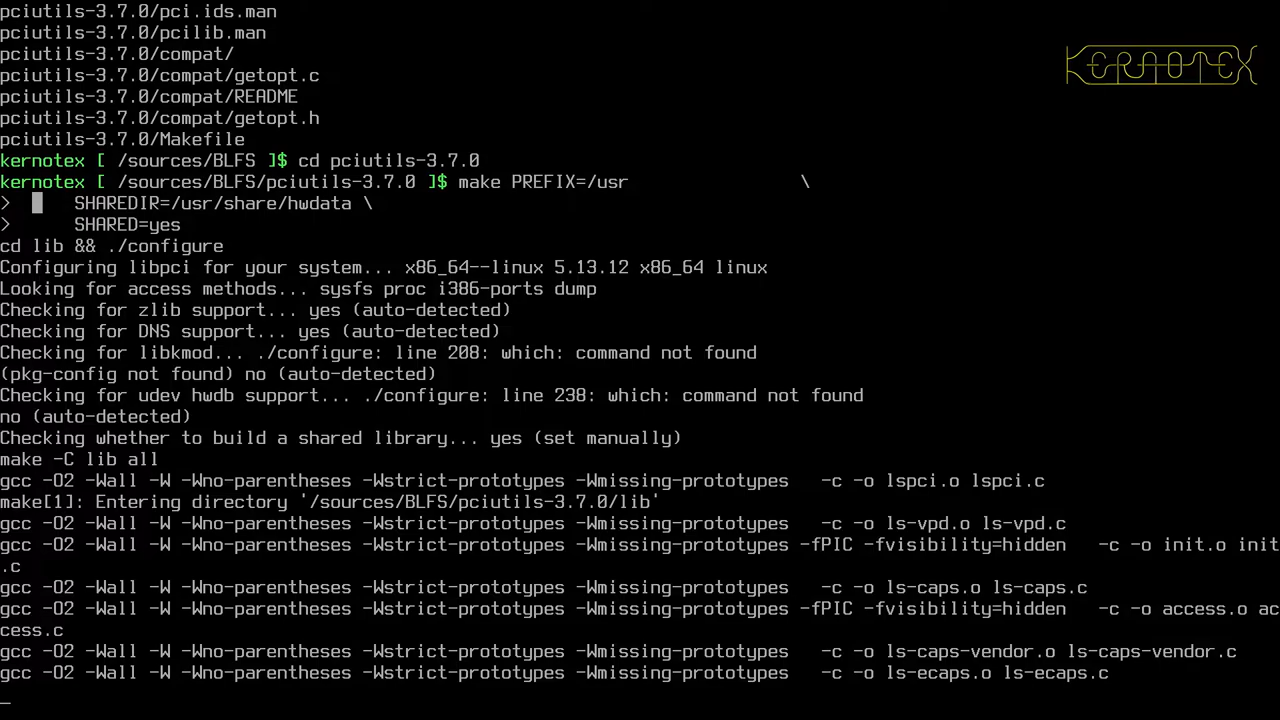 pciutils-3.7.0/pci.ids.man
pciutils-3.7.0/pcilib.man
pciutils-3.7.0/compat/
pciutils-3.7.0/compat/getopt.c
pciutils-3.7.0/compat/README
pciutils-3.7.0/compat/getopt.h
pciutils-3.7.0/Makefile
KERNOTEX
kernotex [ /sources/BLFS ]$ cd pciutils-3.7.0
kernotex [ /sources/BLFS/pciutils-3.7.0 ]$ make PREFIX=/usr                \
>      SHAREDIR=/usr/share/hwdata \
>      SHARED=yes
cd lib && ./configure
Configuring libpci for your system... x86_64--linux 5.13.12 x86_64 linux
Looking for access methods... sysfs proc i386-ports dump
Checking for zlib support... yes (auto-detected)
Checking for DNS support... yes (auto-detected)
Checking for libkmod... ./configure: line 208: which: command not found
(pkg-config not found) no (auto-detected)
Checking for udev hwdb support... ./configure: line 238: which: command not found
no (auto-detected)
Checking whether to build a shared library... yes (set manually)
make -C lib all
gcc -O2 -Wall -W -Wno-parentheses -Wstrict-prototypes -Wmissing-prototypes   -c -o lspci.o lspci.c
make[1]: Entering directory '/sources/BLFS/pciutils-3.7.0/lib'
gcc -O2 -Wall -W -Wno-parentheses -Wstrict-prototypes -Wmissing-prototypes   -c -o ls-vpd.o ls-vpd.c
gcc -O2 -Wall -W -Wno-parentheses -Wstrict-prototypes -Wmissing-prototypes -fPIC -fvisibility=hidden   -c -o init.o init
.c
gcc -O2 -Wall -W -Wno-parentheses -Wstrict-prototypes -Wmissing-prototypes   -c -o ls-caps.o ls-caps.c
gcc -O2 -Wall -W -Wno-parentheses -Wstrict-prototypes -Wmissing-prototypes -fPIC -fvisibility=hidden   -c -o access.o ac
cess.c
gcc -O2 -Wall -W -Wno-parentheses -Wstrict-prototypes -Wmissing-prototypes   -c -o ls-caps-vendor.o ls-caps-vendor.c
gcc -O2 -Wall -W -Wno-parentheses -Wstrict-prototypes -Wmissing-prototypes   -c -o ls-ecaps.o ls-ecaps.c